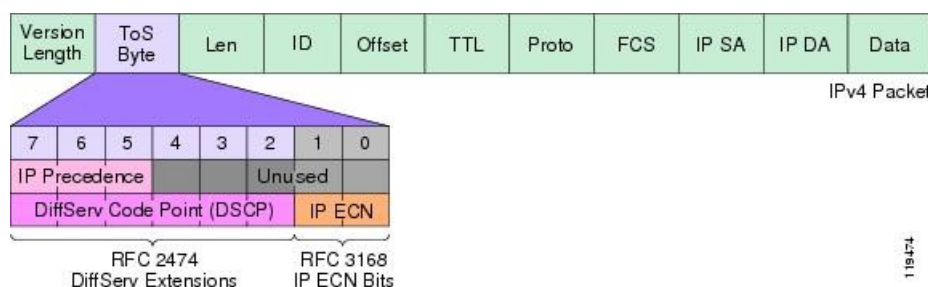 Version Length
ToS Byte
Len
ID
Offset
TTL
Proto
FCS
IP SA
IP DA
Data
IPv4 Packet
7 6 5 4 3 2 1 0
IP Precedence Unused
DiffServ Code Point (DSCP) IP ECN
RFC 2474 RFC 3168
DiffServ Extensions IP ECN Bits
119474